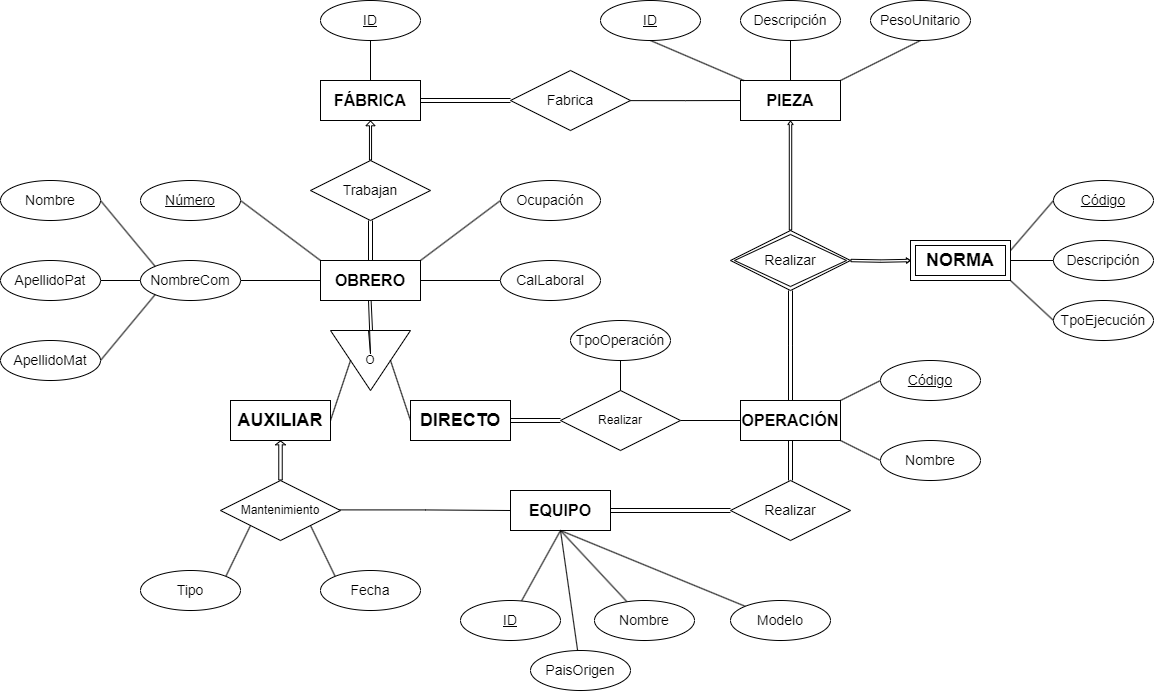 ID
ID
Descripción
PesoUnitario
FÁBRICA
Fabrica
PIEZA
Trabajan
Nombre
Número
Ocupación
Código
Realizar
NORMA
Descripción
ApellidoPat
NombreCom
OBRERO
CalLaboral
TpoEjecución
ApellidoMat
O
TpoOperación
Código
AUXILIAR
DIRECTO
Realizar
OPERACIÓN
Nombre
Mantenimiento
EQUIPO
Realizar
Tipo
Fecha
ID
Nombre
Modelo
PaisOrigen